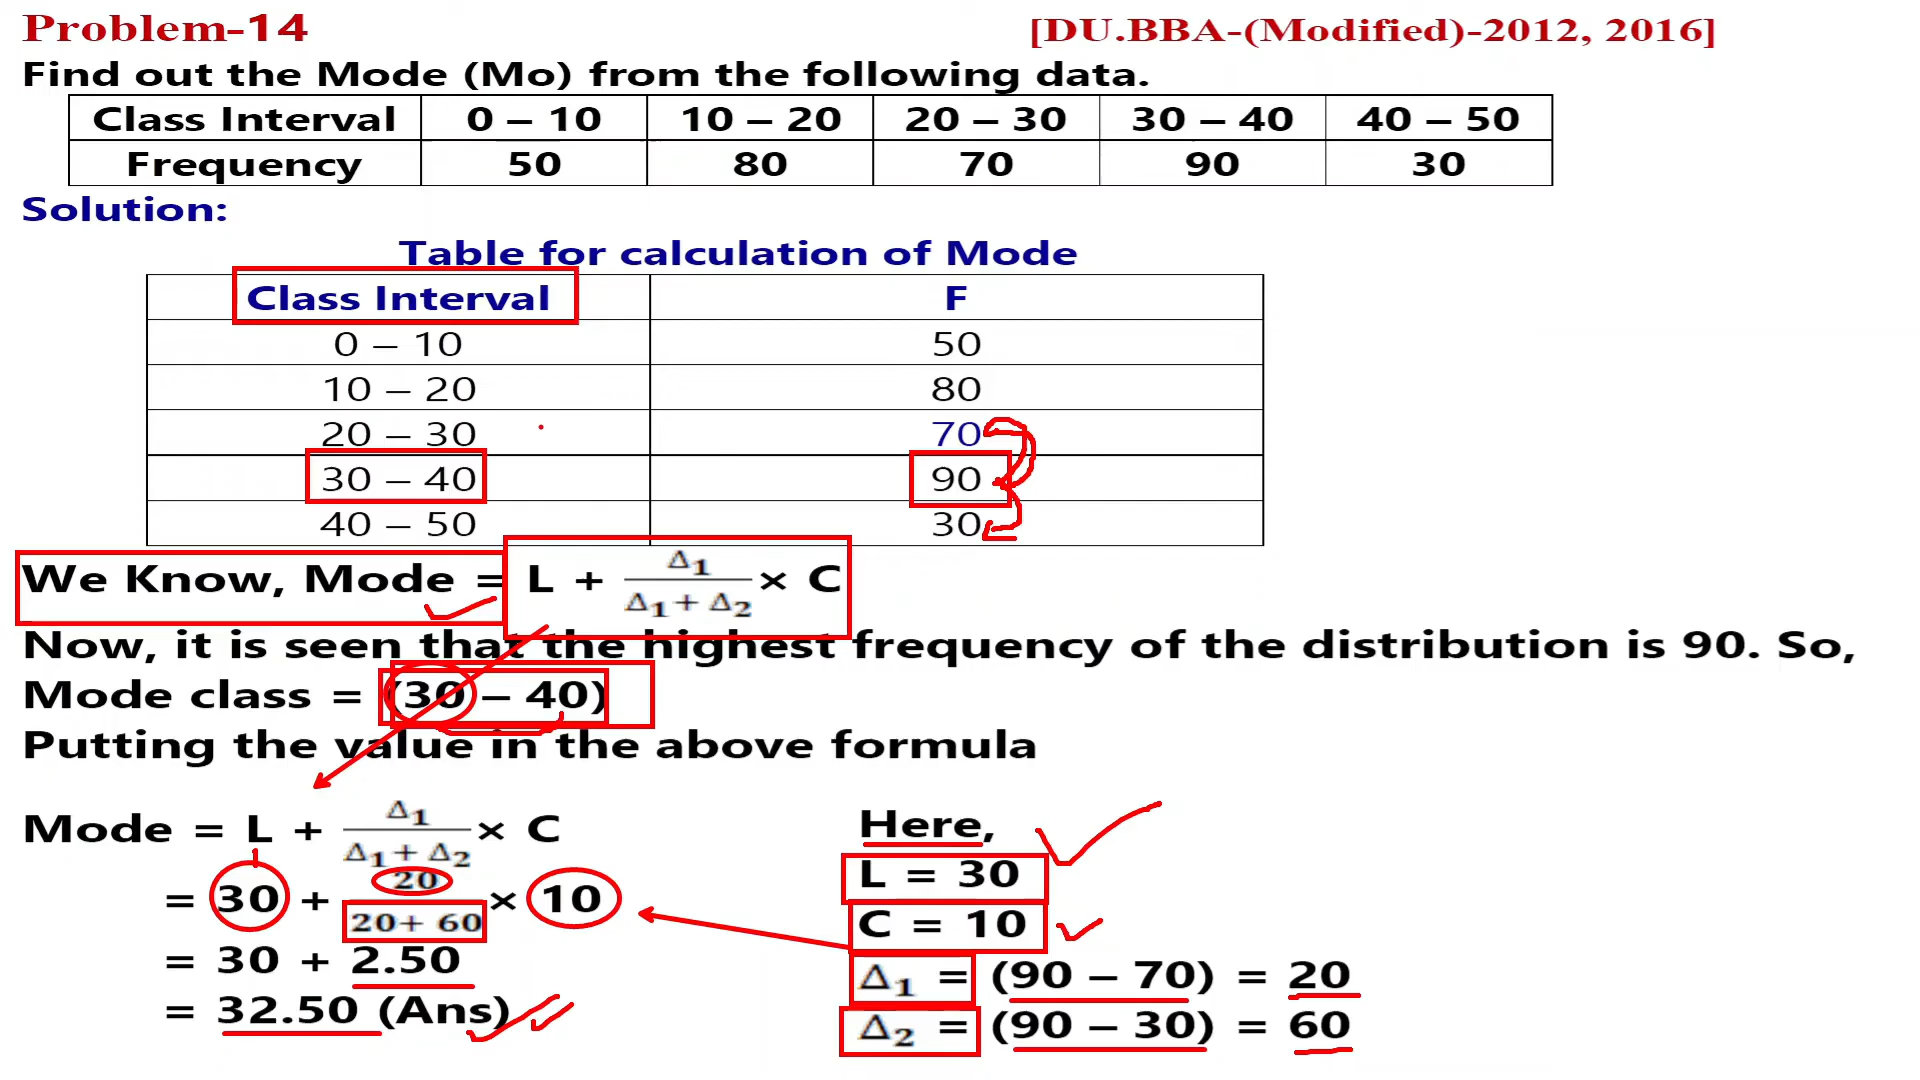 Problem-14 [DU.BBA-(Modified)-2012, 2016]
Find out the Mode (Mo) from the following data.
Class Interval 0 – 10 10 – 20 20 – 30 30 – 40 40 – 50
Frequency 50 80 70 90 30
Solution:
Table for calculation of Mode
Class Interval F
0 – 10 50
10 – 20 80
20 – 30 70
30 – 40 90
40 – 50 30
We Know, Mode = L + Δ1 / Δ1 + Δ2 × C
Now, it is seen that the highest frequency of the distribution is 90. So,
Mode class = (30 – 40)
Putting the value in the above formula
Mode = L + Δ1 / Δ1 + Δ2 × C
= 30 + 20 / 20+ 60 × 10
= 30 + 2.50
= 32.50 (Ans)
Here,
L = 30
C = 10
Δ1 = (90 – 70) = 20
Δ2 = (90 – 30) = 60